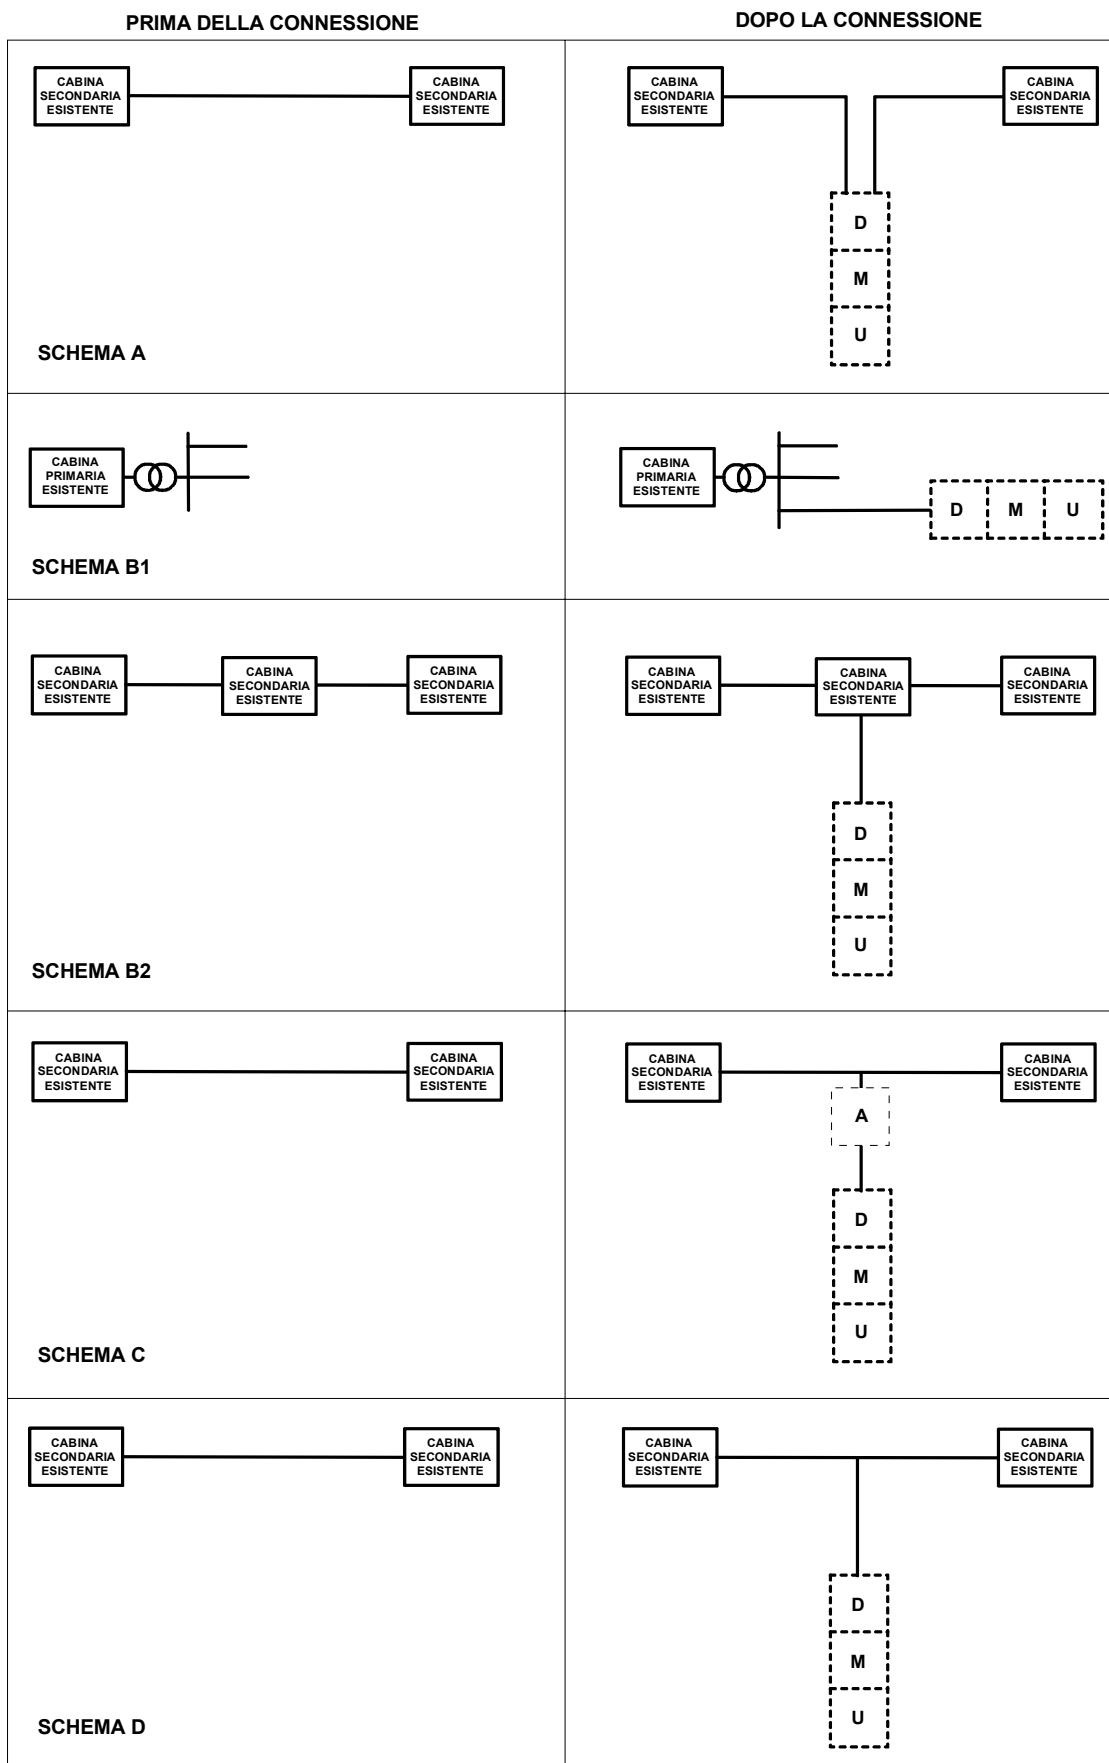 PRIMA DELLA CONNESSIONE
DOPO LA CONNESSIONE
CABINA
SECONDARIA
ESISTENTE
CABINA
SECONDARIA
ESISTENTE
SCHEMA A
CABINA
SECONDARIA
ESISTENTE
CABINA
SECONDARIA
ESISTENTE
D
M
U
CABINA
PRIMARIA
ESISTENTE
SCHEMA B1
CABINA
PRIMARIA
ESISTENTE
D M U
CABINA
SECONDARIA
ESISTENTE
CABINA
SECONDARIA
ESISTENTE
CABINA
SECONDARIA
ESISTENTE
SCHEMA B2
CABINA
SECONDARIA
ESISTENTE
CABINA
SECONDARIA
ESISTENTE
CABINA
SECONDARIA
ESISTENTE
D
M
U
CABINA
SECONDARIA
ESISTENTE
CABINA
SECONDARIA
ESISTENTE
SCHEMA C
CABINA
SECONDARIA
ESISTENTE
CABINA
SECONDARIA
ESISTENTE
A
D
M
U
CABINA
SECONDARIA
ESISTENTE
CABINA
SECONDARIA
ESISTENTE
SCHEMA D
CABINA
SECONDARIA
ESISTENTE
CABINA
SECONDARIA
ESISTENTE
D
M
U